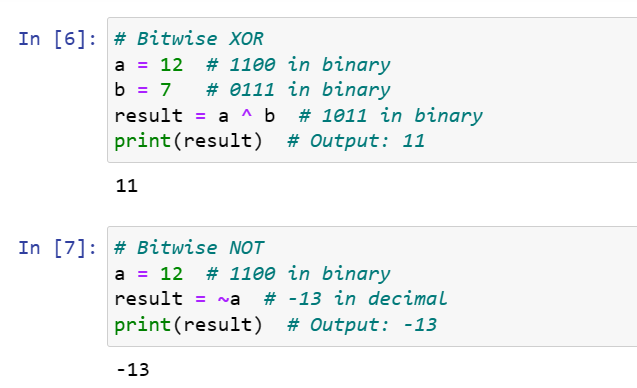 In [6]: # Bitwise XOR
a = 12  # 1100 in binary
b = 7   # 0111 in binary
result = a ^ b  # 1011 in binary
print(result)  # Output: 11
11
In [7]: # Bitwise NOT
a = 12  # 1100 in binary
result = ~a  # -13 in decimal
print(result)  # Output: -13
-13